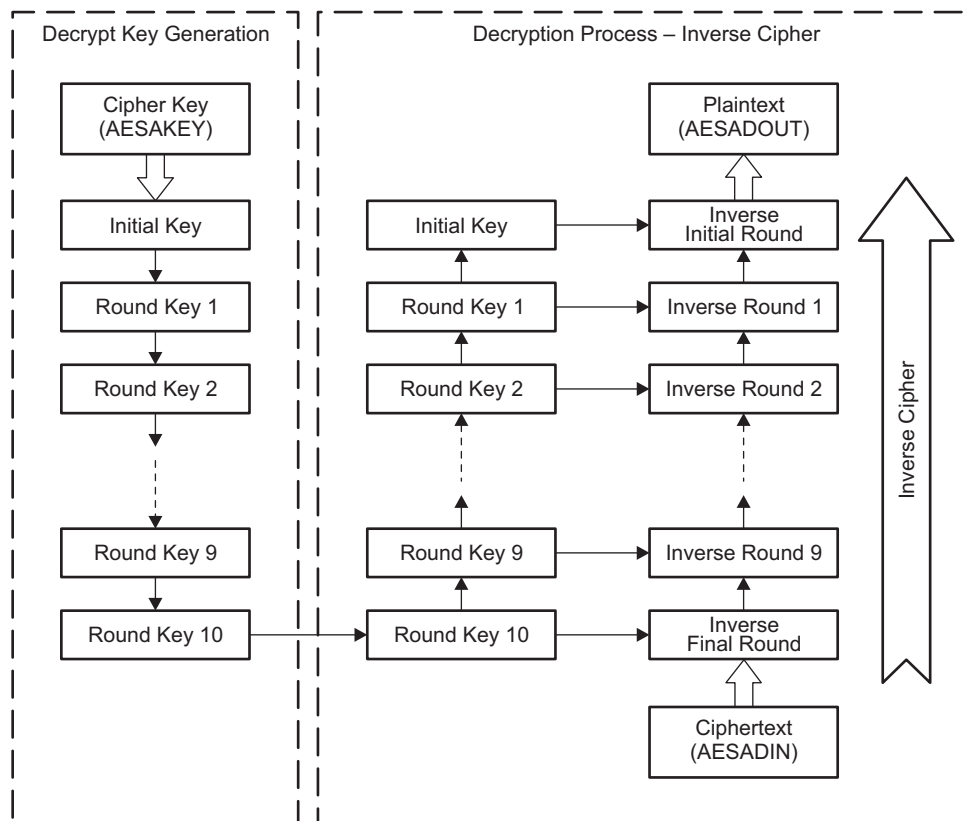 Decrypt Key Generation
Cipher Key
(AESAKEY)
Initial Key
Round Key 1
Round Key 2
Round Key 9
Round Key 10
Decryption Process – Inverse Cipher
Plaintext
(AESADOUT)
Initial Key
Inverse
Initial Round
Round Key 1
Inverse Round 1
Round Key 2
Inverse Round 2
Round Key 9
Inverse Round 9
Round Key 10
Inverse
Final Round
Ciphertext
(AESADIN)
Inverse Cipher